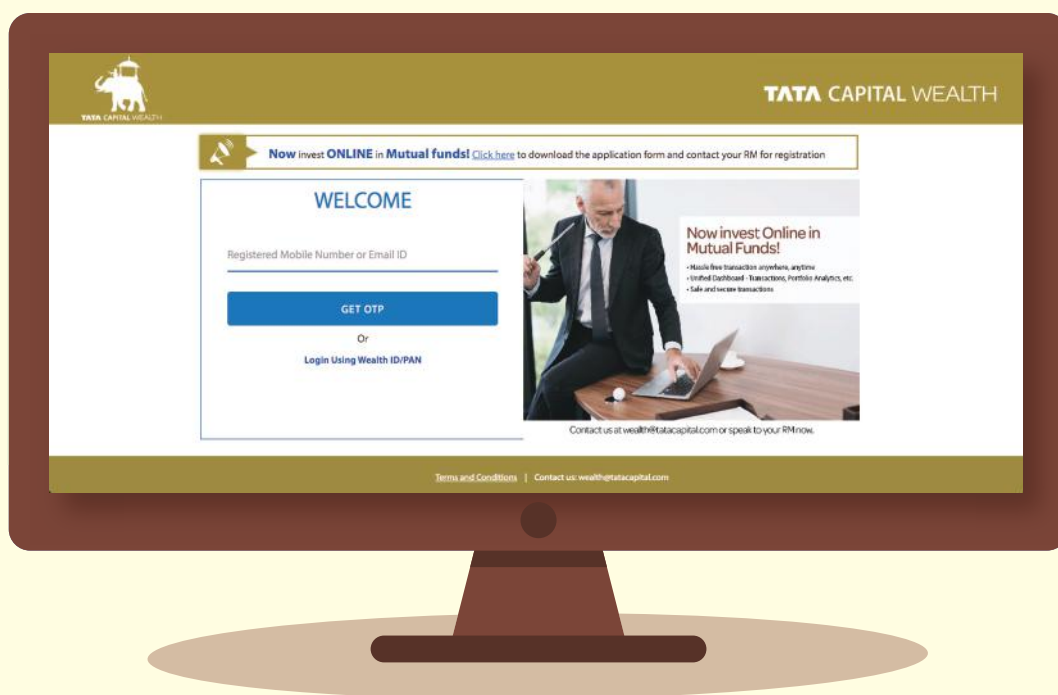 TATA CAPITAL WEALTH
TATA CAPITAL WEALTH
Now invest ONLINE in Mutual funds! Click here to download the application form and contact your RM for registration
WELCOME
Registered Mobile Number or Email ID
GET OTP
Or
Login Using Wealth ID/PAN
Now invest Online in
Mutual Funds!
• Hassle free transaction anywhere, anytime
• Unified Dashboard - Transactions, Portfolio Analytics, etc.
• Safe and secure transactions
Contact us at wealth@tatacapital.com or speak to your RM now.
Terms and Conditions | Contact us: wealth@tatacapital.com